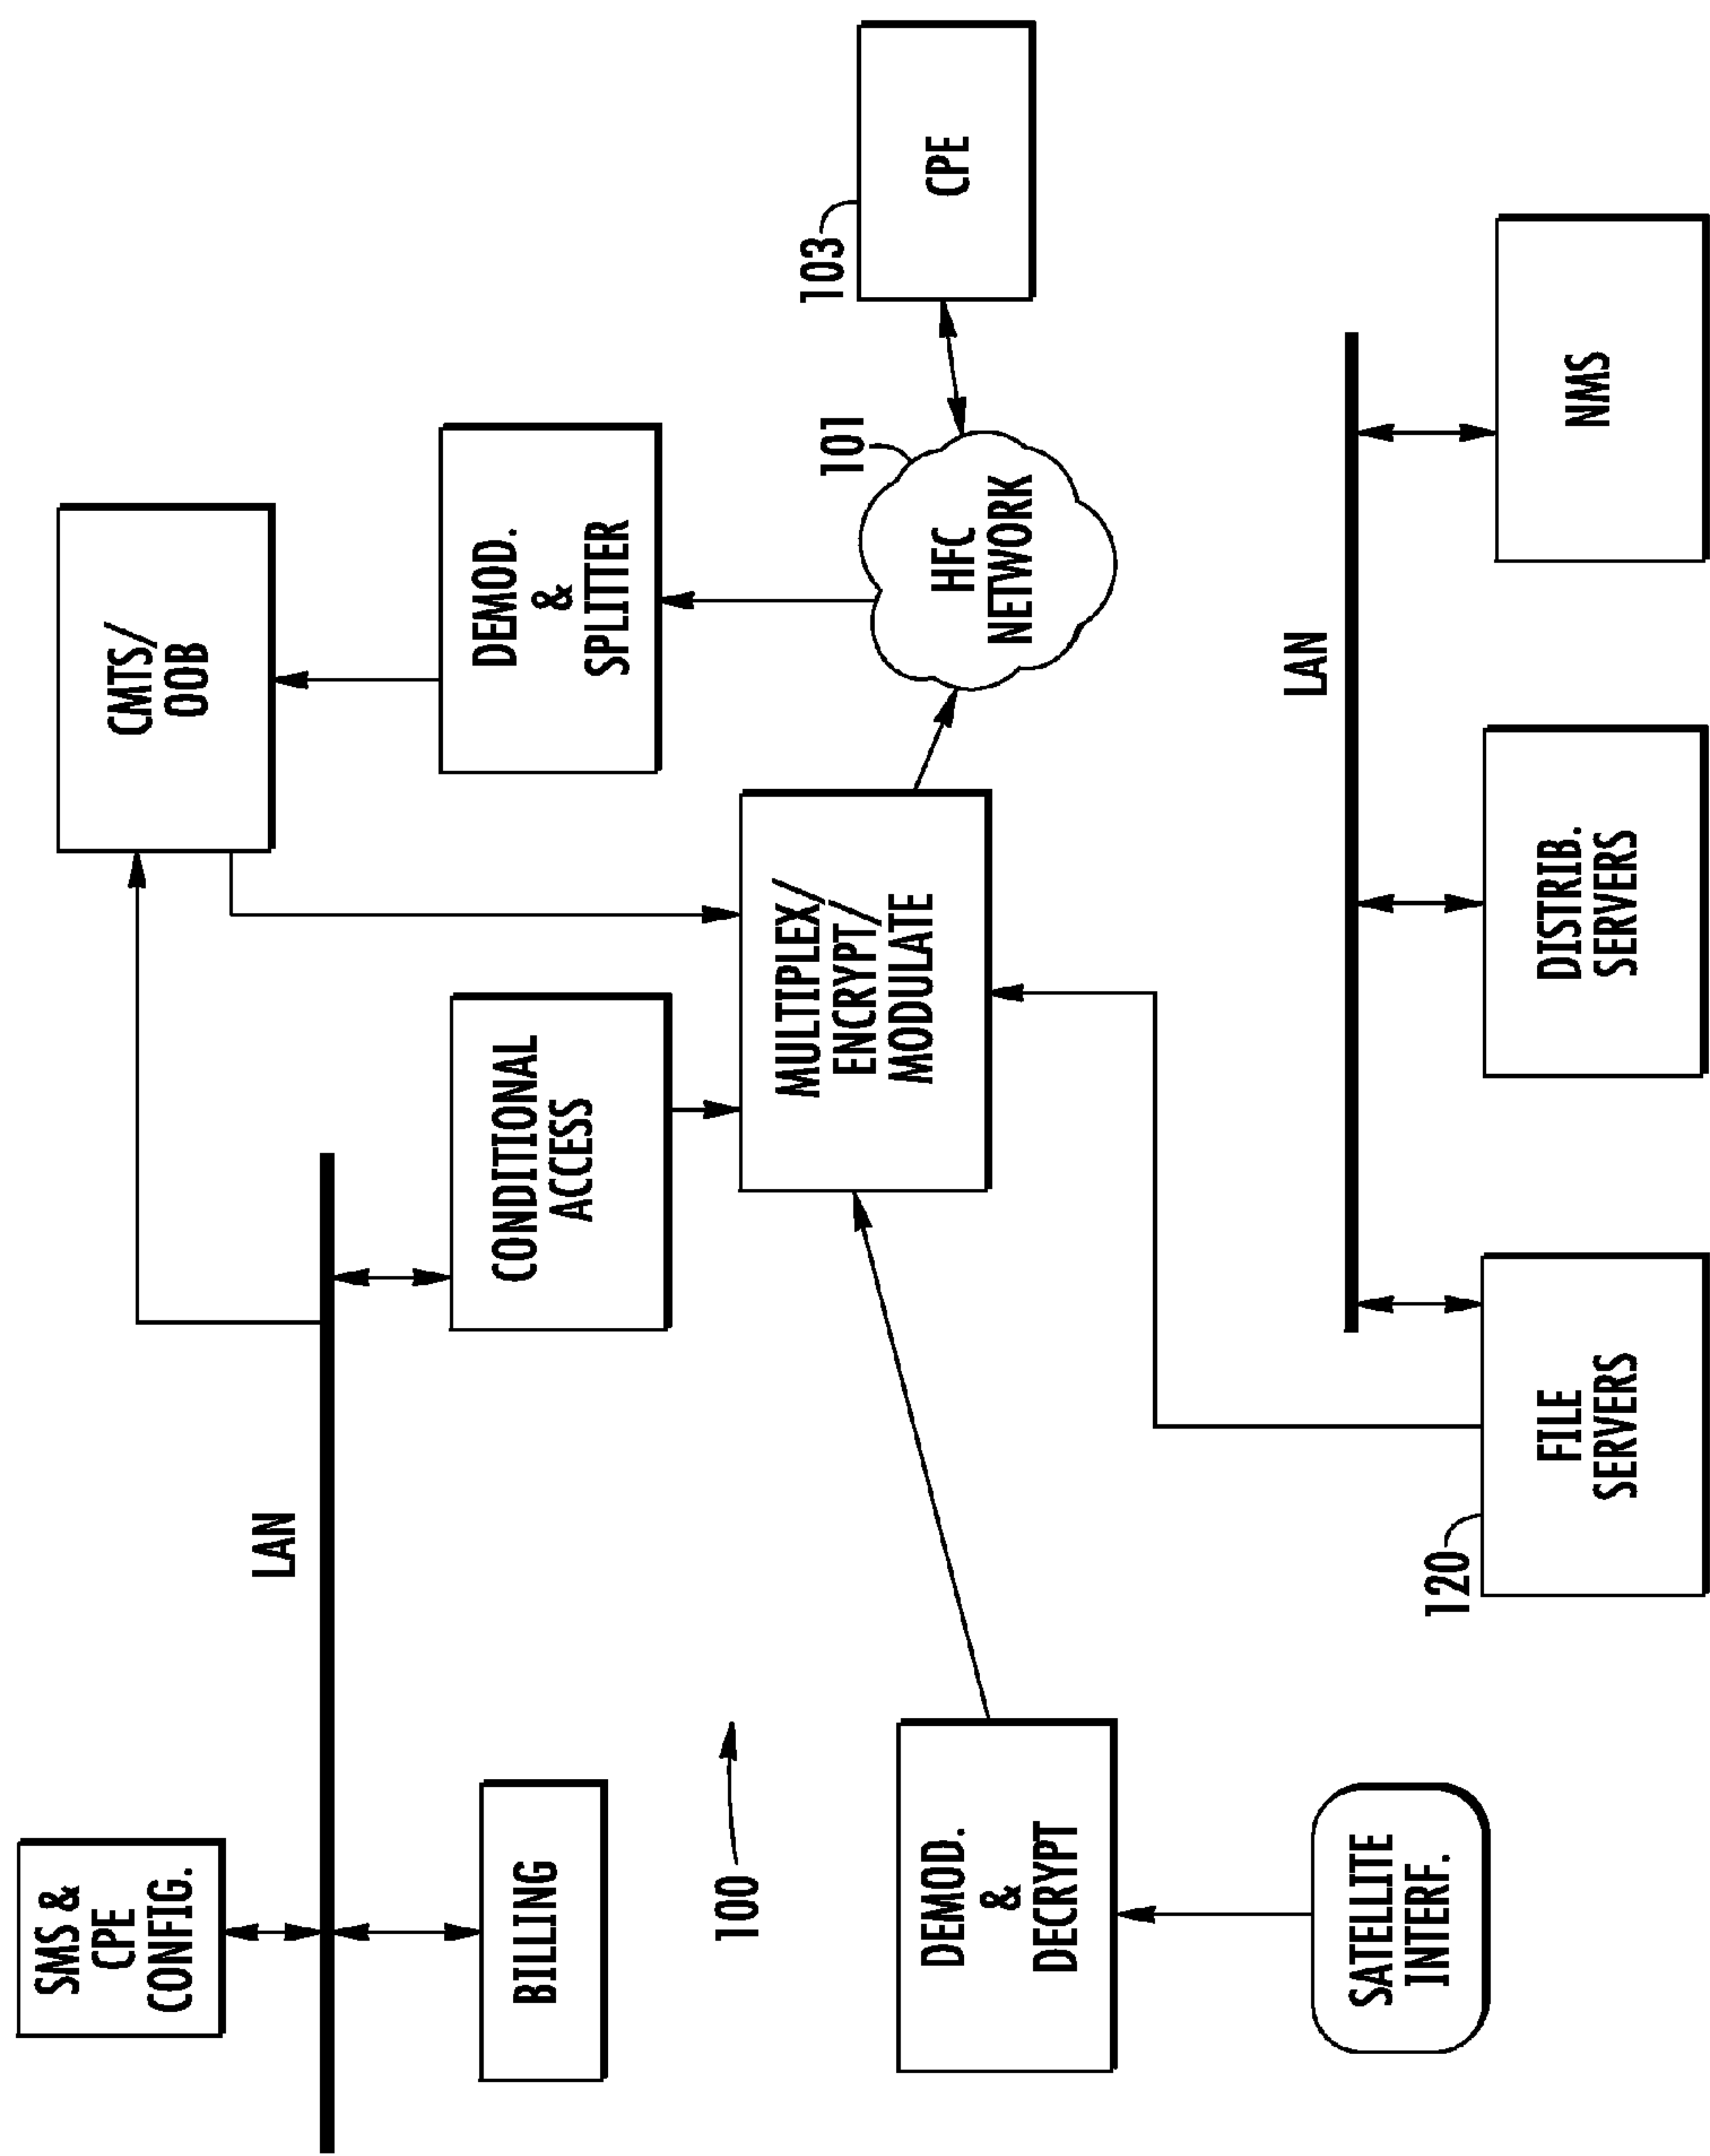 SMS &
CPE
CONFIG.
LAN
BILLING
CMTS/
OOB
CONDITIONAL
ACCESS
DEMOD.
&
SPLITTER
100
MULTIPLEX/
ENCRYPT/
MODULATE
101
HFC
NETWORK
103
CPE
DEMOD.
&
DECRYPT
SATELLITE
INTERF.
LAN
120
FILE
SERVERS
DISTRIB.
SERVERS
NMS